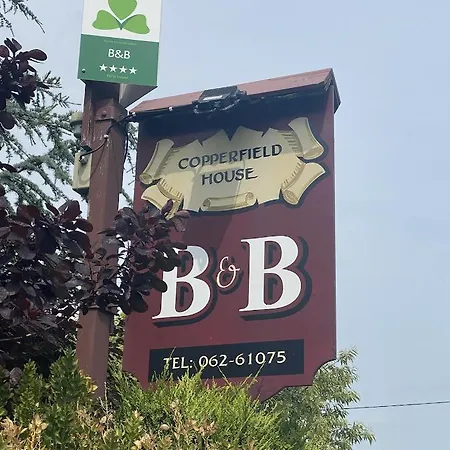 B&B
★★★★
COPPERFIELD
HOUSE
B&B
TEL: 062-61075